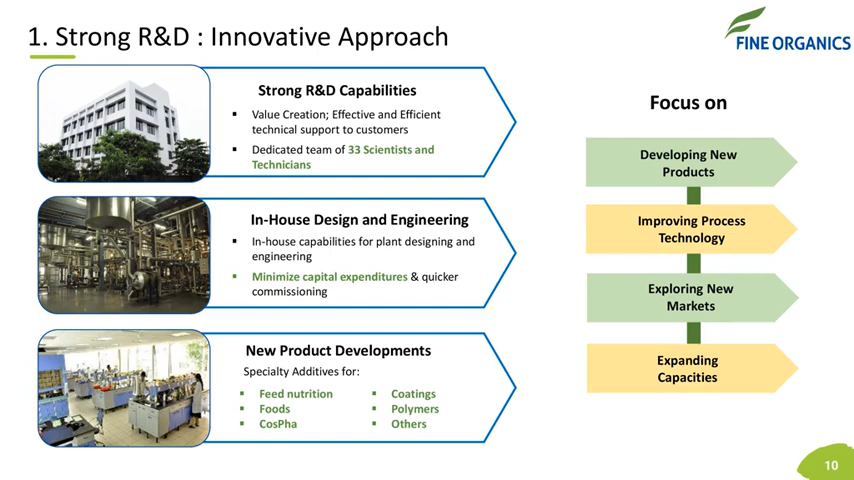 1. Strong R&D : Innovative Approach
FINE ORGANICS
Strong R&D Capabilities
▪ Value Creation; Effective and Efficient
technical support to customers
▪ Dedicated team of 33 Scientists and
Technicians
In-House Design and Engineering
▪ In-house capabilities for plant designing and
engineering
▪ Minimize capital expenditures & quicker
commissioning
New Product Developments
Specialty Additives for:
▪ Feed nutrition
▪ Foods
▪ CosPha
▪ Coatings
▪ Polymers
▪ Others
Focus on
Developing New
Products
Improving Process
Technology
Exploring New
Markets
Expanding
Capacities
10